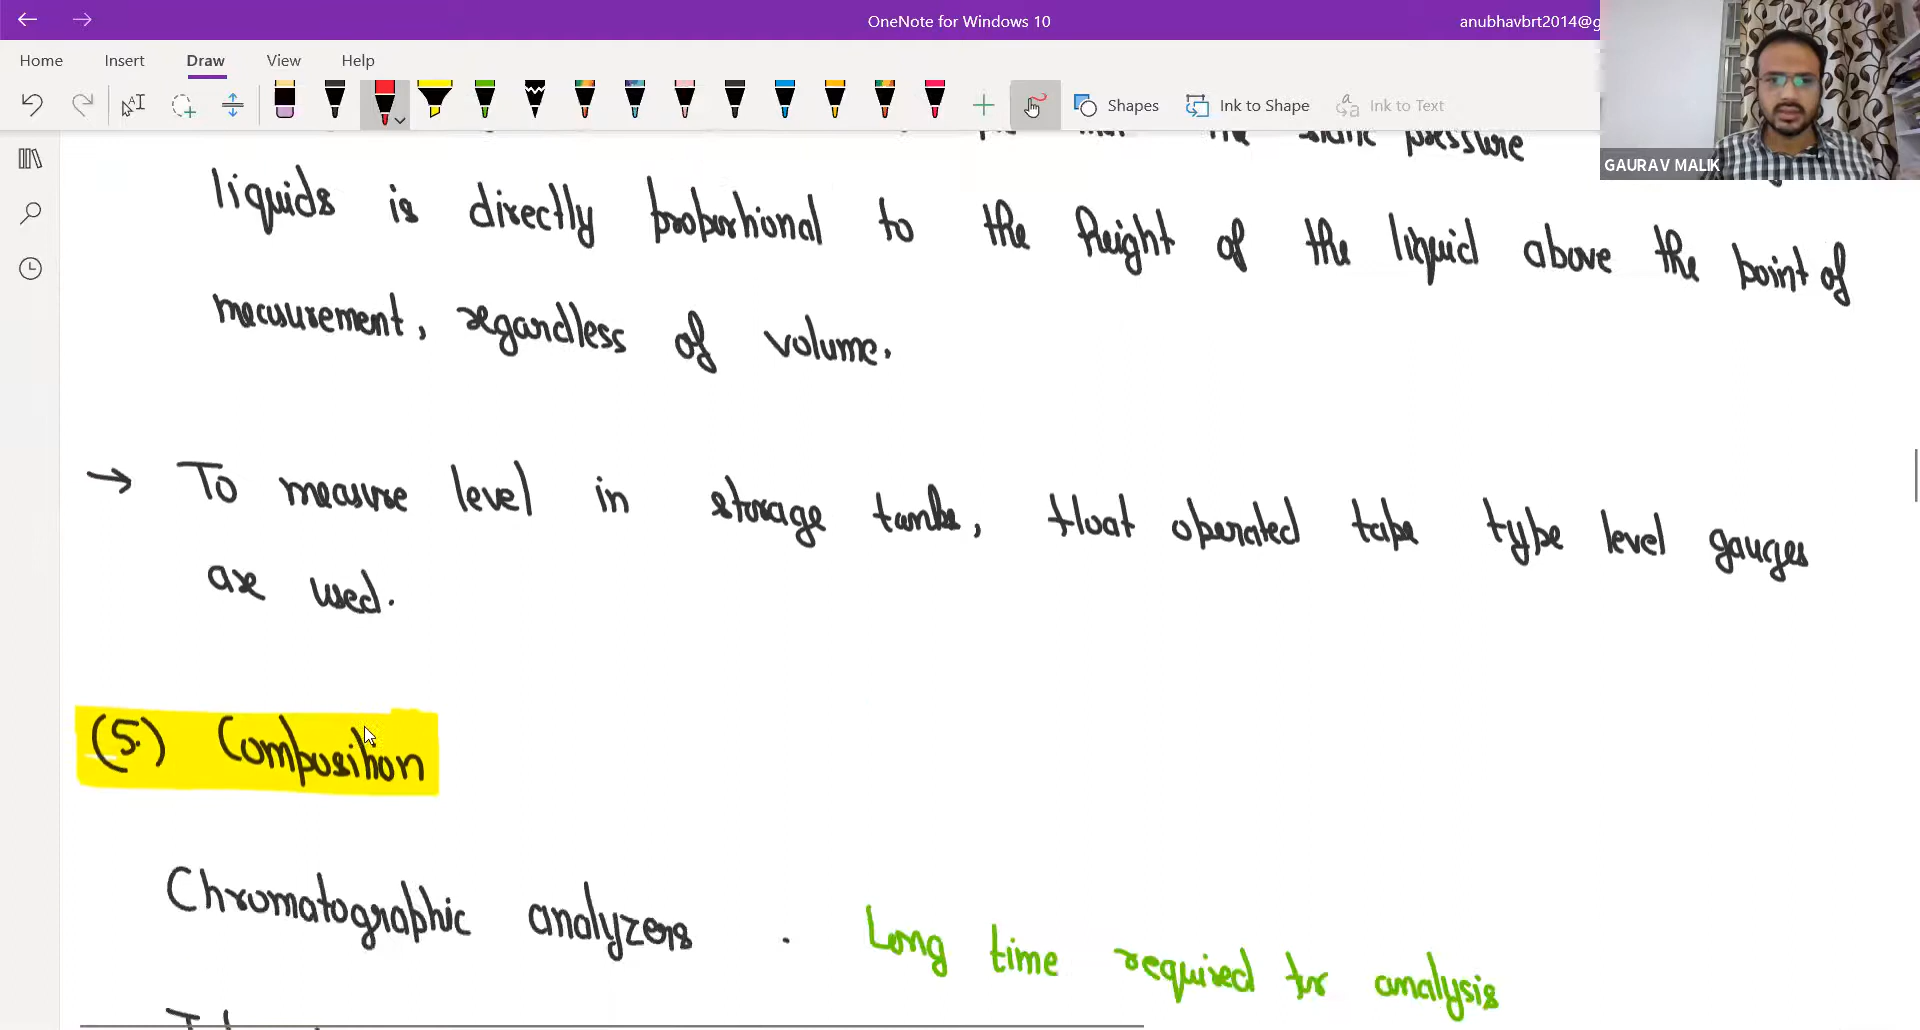 OneNote for Windows 10
anubhavbrt2014@g
Home Insert Draw View Help
Shapes Ink to Shape Ink to Text
GAURAV MALIK
the static pressure
liquids is directly proportional to the height of the liquid above the point of
measurement, regardless of volume.
→ To measure level in storage tanks, float operated tape type level gauges
are used.
(5.) Composition
Chromatographic analyzers . Long time required for analysis